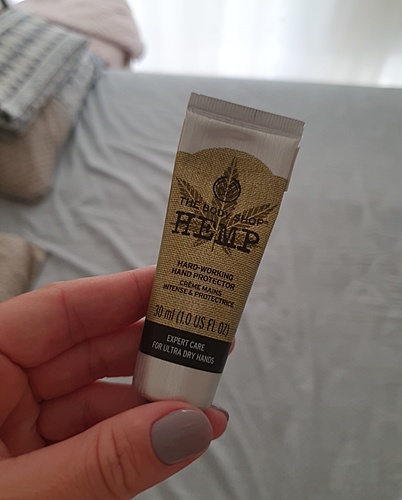 THE BODY SHOP
HEMP
HARD-WORKING
HAND PROTECTOR
CRÈME MAINS
INTENSE & PROTECTRICE
30 ml (1.0 US FL OZ)
EXPERT CARE
FOR ULTRA DRY HANDS